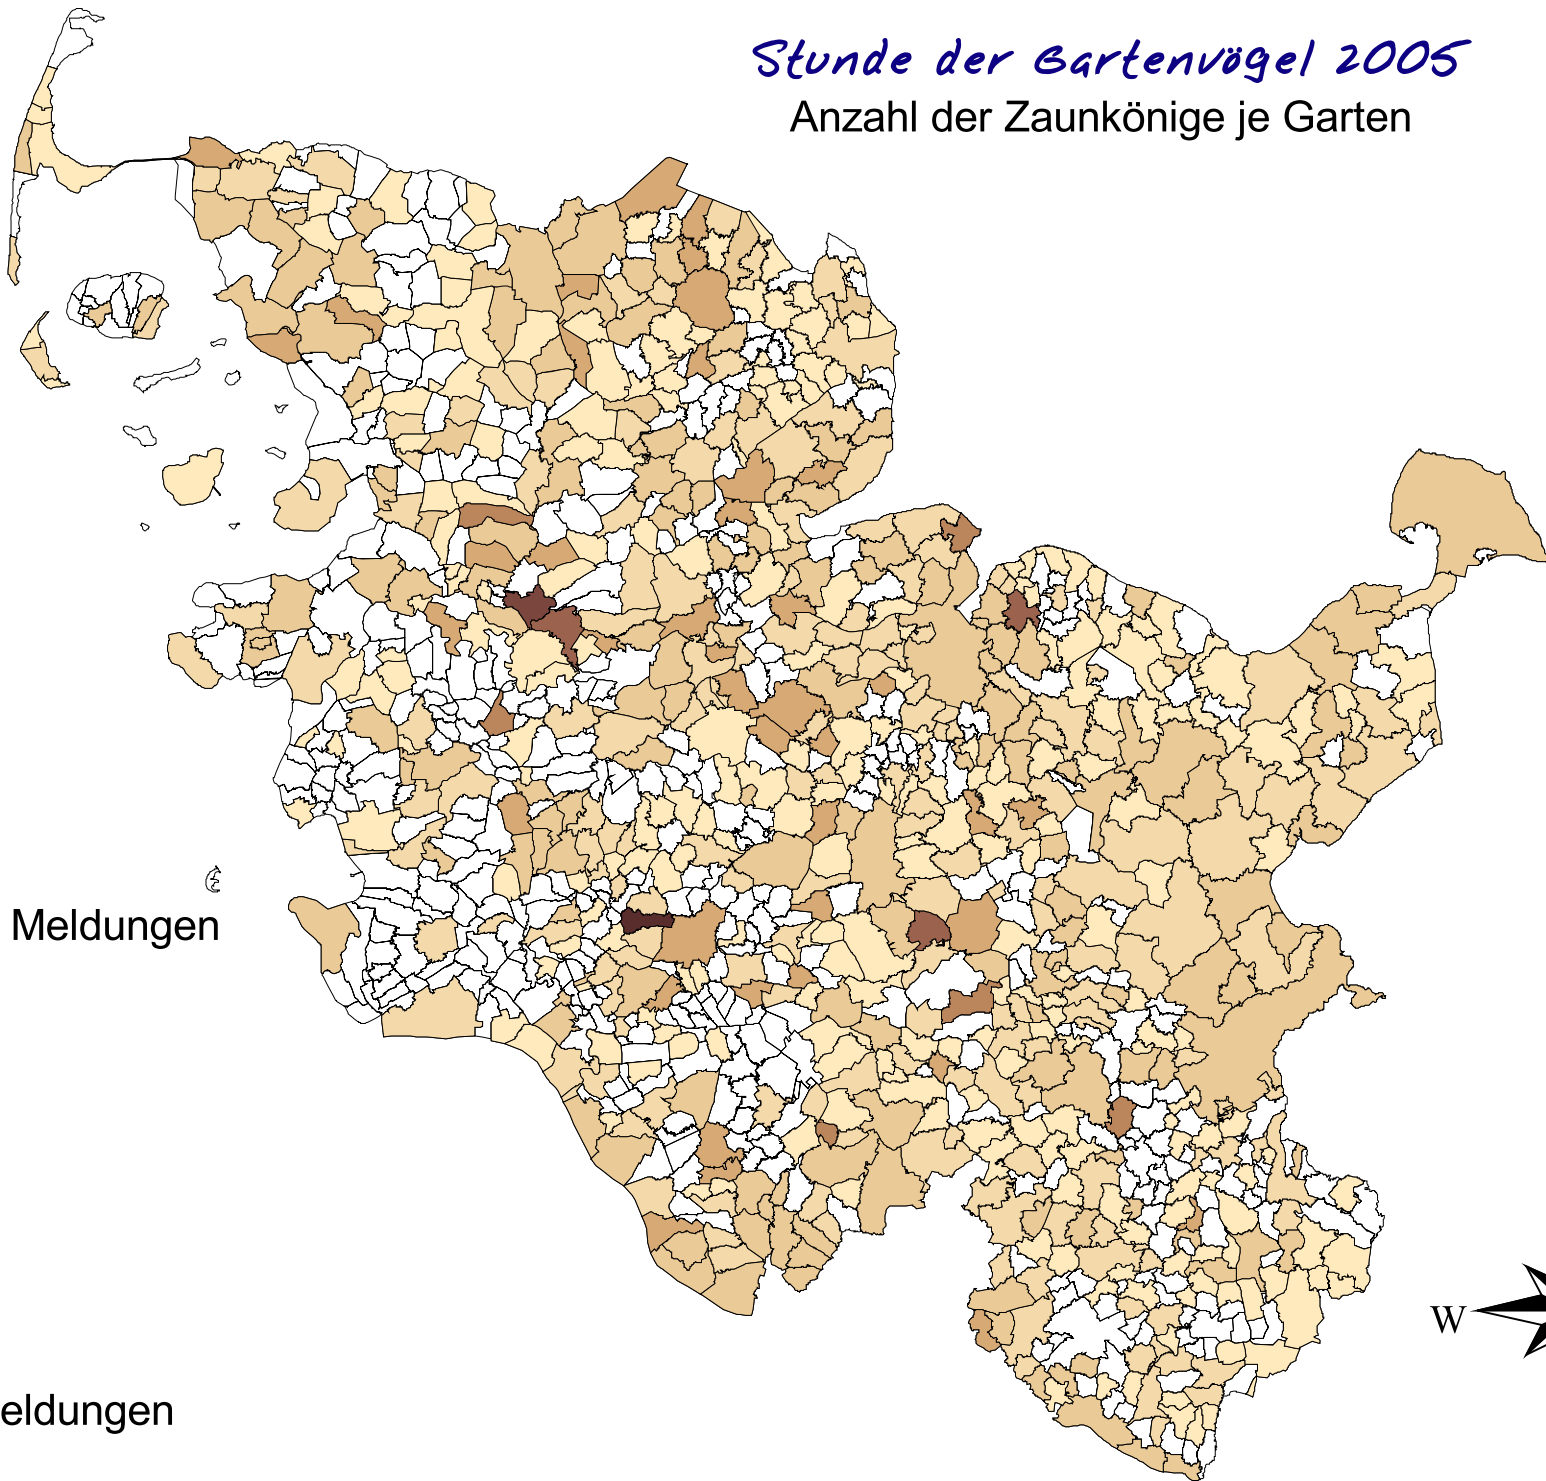 Stunde der Gartenvögel 2005
Anzahl der Zaunkönige je Garten
Meldungen
eldungen
W